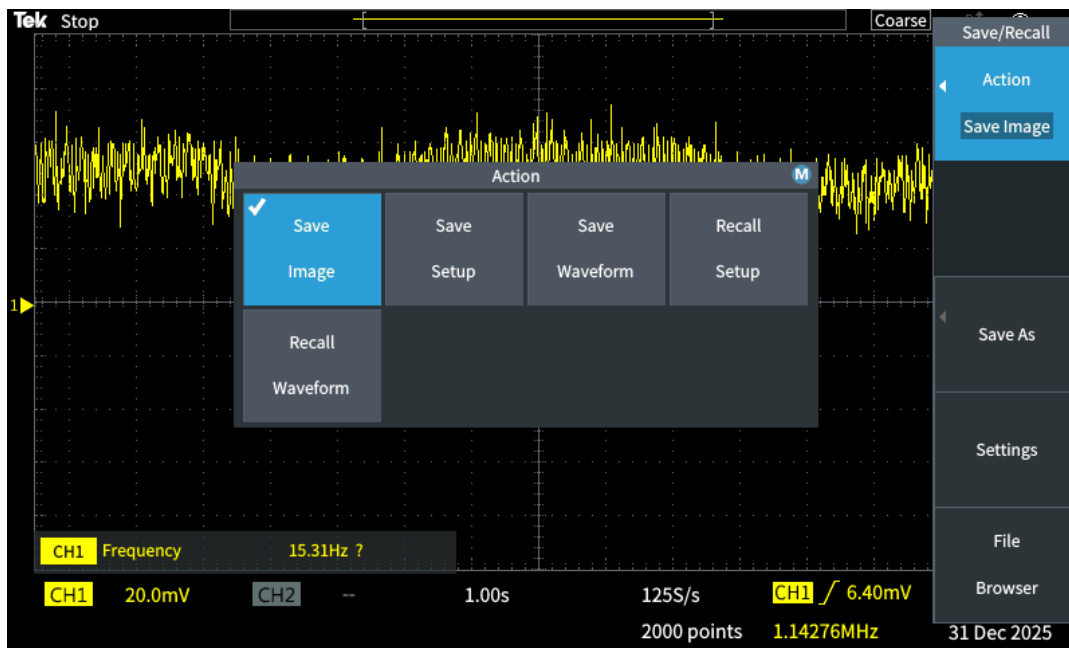 Tek Stop
Coarse
Save/Recall
Action
Save Image
Action M
Save
Image
Save
Setup
Save
Waveform
Recall
Setup
Recall
Waveform
1
Save As
Settings
File
Browser
CH1 Frequency 15.31Hz ?
CH1 20.0mV CH2 -- 1.00s 125S/s CH1 6.40mV
2000 points 1.14276MHz 31 Dec 2025